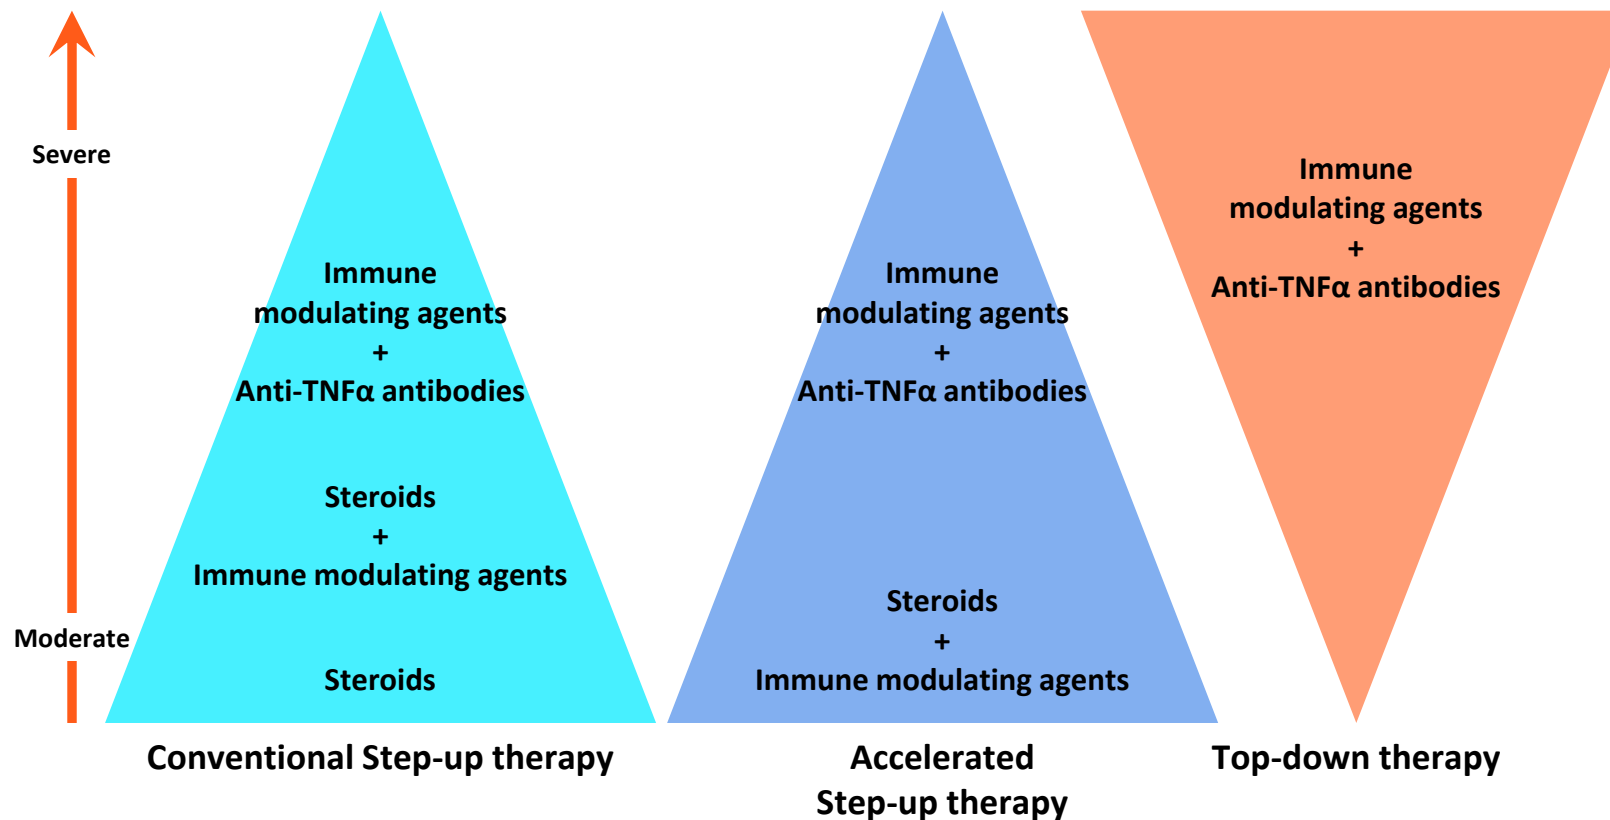 Severe
Moderate
Immune
modulating agents
+
Anti-TNFα antibodies
Steroids
+
Immune modulating agents
Steroids
Conventional Step-up therapy
Immune
modulating agents
+
Anti-TNFα antibodies
Steroids
+
Immune modulating agents
Accelerated
Step-up therapy
Immune
modulating agents
+
Anti-TNFα antibodies
Top-down therapy